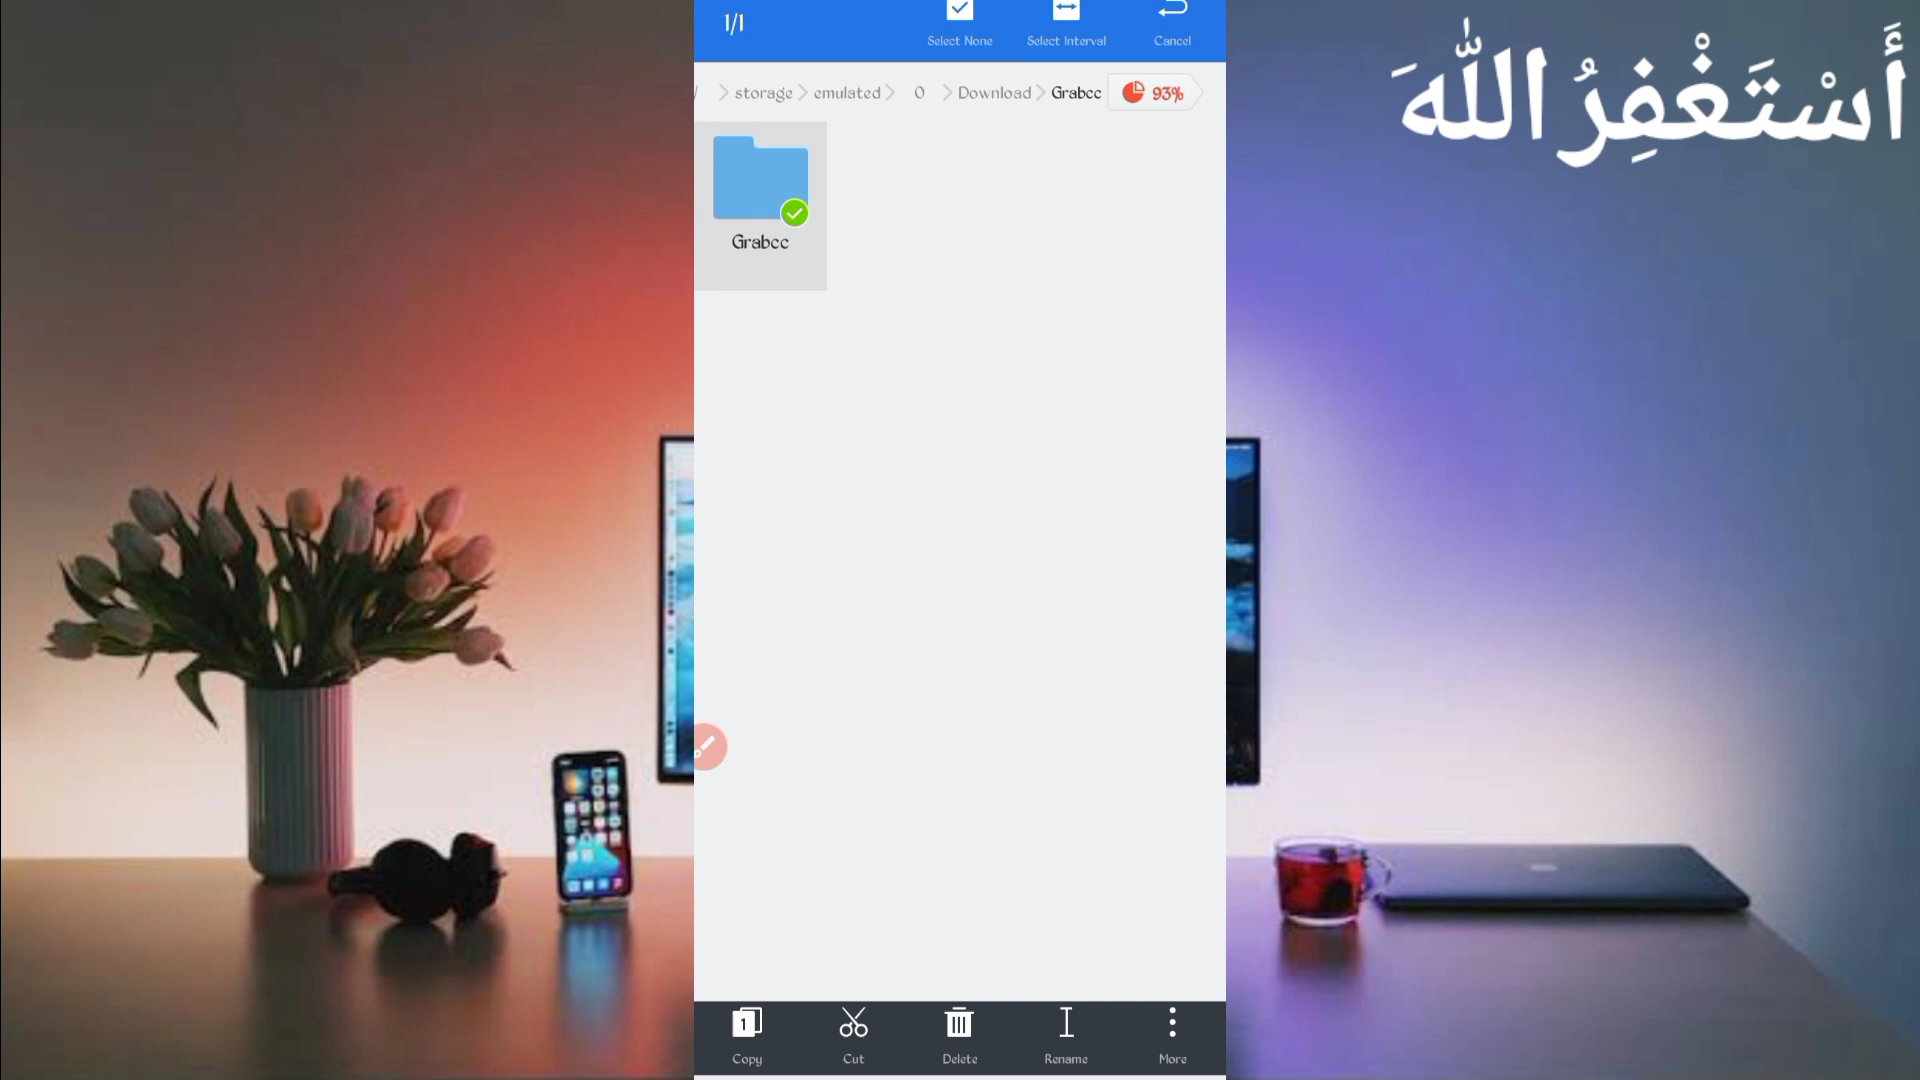 1/1
Select None
Select Interval
Cancel
أَسْتَغْفِرُ اللّٰهَ
/ storage emulated 0 Download Grabcc 93%
Grabcc
1
Copy
Cut
Delete
Rename
More